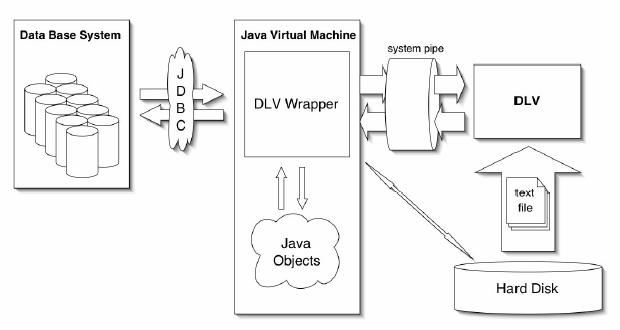 Data Base System
Java Virtual Machine
system pipe
J
D
B
C
DLV Wrapper
DLV
text
file
Java
Objects
Hard Disk